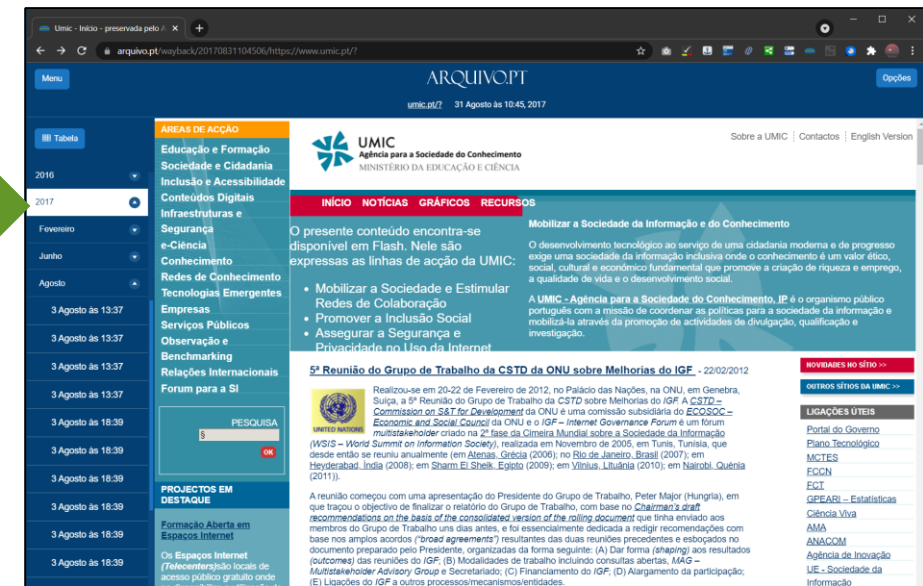 Umic - Início - preservada pelo A
arquivo.pt/wayback/20170831104506/https://www.umic.pt/?
Menu
ARQUIVO.PT
Opções
umic.pt/? 31 Agosto às 10:45, 2017
Tabela
2016
2017
Fevereiro
Junho
Agosto
3 Agosto às 13:37
3 Agosto às 13:37
3 Agosto às 13:37
3 Agosto às 13:37
3 Agosto às 18:39
3 Agosto às 18:39
3 Agosto às 18:39
3 Agosto às 18:39
3 Agosto às 18:39
ÁREAS DE ACÇÃO
Educação e Formação
Sociedade e Cidadania
Inclusão e Acessibilidade
Conteúdos Digitais
Infraestruturas e
Segurança
e-Ciência
Conhecimento
Redes de Conhecimento
Tecnologias Emergentes
Empresas
Serviços Públicos
Observação e
Benchmarking
Relações Internacionais
Forum para a SI
PESQUISA
§
OK
PROJECTOS EM
DESTAQUE
Formação Aberta em
Espaços Internet
Os Espaços Internet
(Telecenters)são locais de
acesso público gratuito onde
UMIC
Agência para a Sociedade do Conhecimento
MINISTÉRIO DA EDUCAÇÃO E CIÊNCIA
Sobre a UMIC Contactos English Version
INÍCIO NOTÍCIAS GRÁFICOS RECURSOS
O presente conteúdo encontra-se
disponível em Flash. Nele são
expressas as linhas de acção da UMIC:
• Mobilizar a Sociedade e Estimular
Redes de Colaboração
• Promover a Inclusão Social
• Assegurar a Segurança e
Privacidade no Uso da Internet
Mobilizar a Sociedade da Informação e do Conhecimento
O desenvolvimento tecnológico ao serviço de uma cidadania moderna e de progresso
exige uma sociedade da informação inclusiva onde o conhecimento é um valor ético,
social, cultural e económico fundamental que promove a criação de riqueza e emprego,
a qualidade de vida e o desenvolvimento social.
A UMIC - Agência para a Sociedade do Conhecimento, IP é o organismo público
português com a missão de coordenar as políticas para a sociedade da informação e
mobilizá-la através da promoção de actividades de divulgação, qualificação e
investigação.
5ª Reunião do Grupo de Trabalho da CSTD da ONU sobre Melhorias do IGF - 22/02/2012
UNITED NATIONS
Realizou-se em 20-22 de Fevereiro de 2012, no Palácio das Nações, na ONU, em Genebra,
Suiça, a 5ª Reunião do Grupo de Trabalho da CSTD sobre Melhorias do IGF. A CSTD –
Commission on S&T for Development da ONU é uma comissão subsidiária do ECOSOC –
Economic and Social Council da ONU e o IGF – Internet Governance Forum é um fórum
multistakeholder criado na 2ª fase da Cimeira Mundial sobre a Sociedade da Informação
(WSIS – World Summit on Information Society), realizada em Novembro de 2005, em Tunis, Tunísia, que
desde então se reuniu anualmente (em Atenas, Grécia (2006); no Rio de Janeiro, Brasil (2007); em
Heyderabad, Índia (2008); em Sharm El Sheik, Egipto (2009); em Vilnius, Lituânia (2010); em Nairobi, Quénia
(2011)).
A reunião começou com uma apresentação do Presidente do Grupo de Trabalho, Peter Major (Hungria), em
que traçou o objectivo de finalizar o relatório do Grupo de Trabalho, com base no Chairman's draft
recommendations on the basis of the consolidated version of the rolling document que tinha enviado aos
membros do Grupo de Trabalho uns dias antes, e foi essencialmente dedicada a redigir recomendações com
base nos amplos acordos ("broad agreements") resultantes das duas reuniões precedentes e esboçados no
documento preparado pelo Presidente, organizadas da forma seguinte: (A) Dar forma (shaping) aos resultados
(outcomes) das reuniões do IGF; (B) Modalidades de trabalho incluindo consultas abertas, MAG –
Multistakeholder Advisory Group e Secretariado; (C) Financiamento do IGF; (D) Alargamento da participação;
(E) Ligações do IGF a outros processos/mecanismos/entidades.
NOVIDADES NO SÍTIO >>
OUTROS SÍTIOS DA UMIC >>
LIGAÇÕES ÚTEIS
Portal do Governo
Plano Tecnológico
MCTES
FCCN
FCT
GPEARI – Estatísticas
Ciência Viva
AMA
ANACOM
Agência de Inovação
UE - Sociedade da
Informação